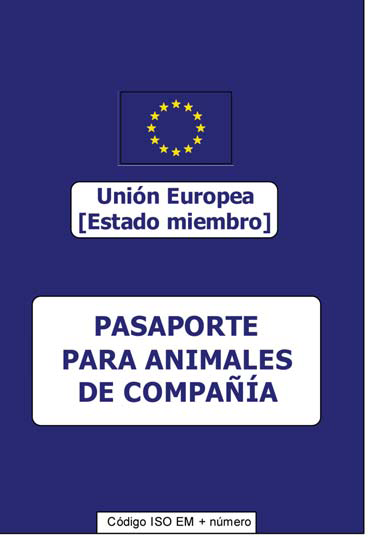 Unión Europea
[Estado miembro]
PASAPORTE
PARA ANIMALES
DE COMPAÑÍA
Código ISO EM + número